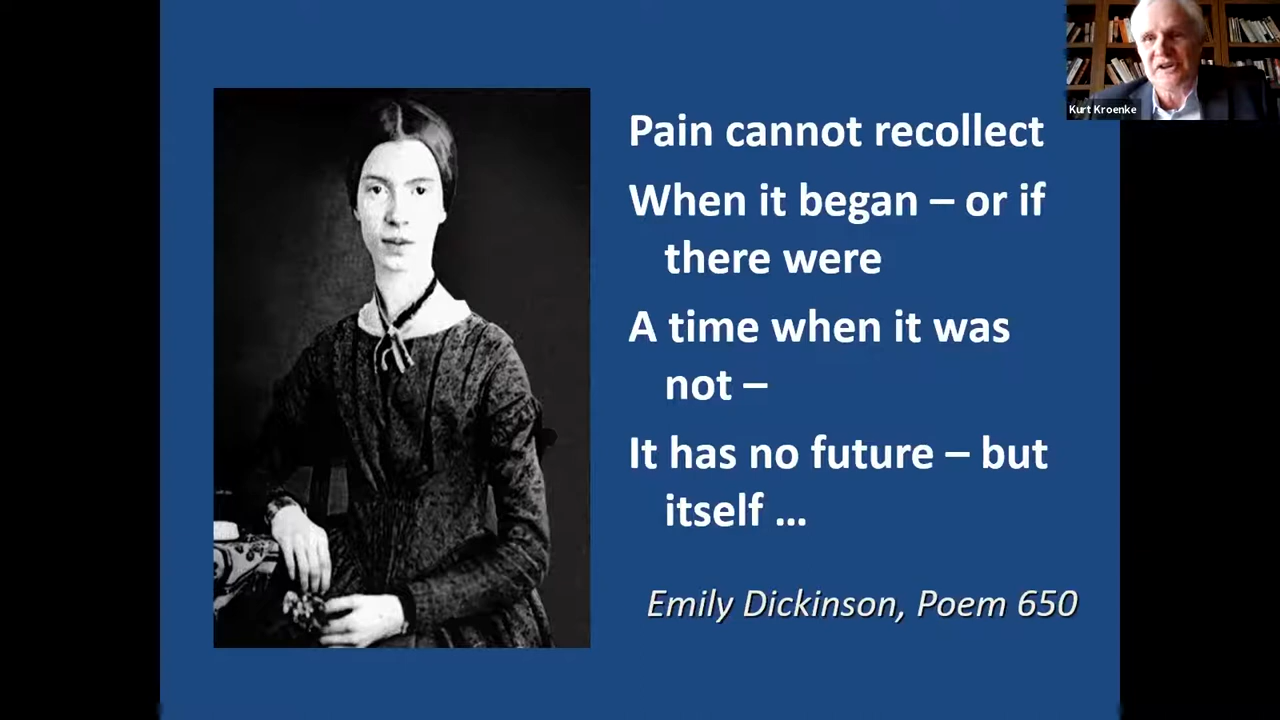 Kurt Kroenke
Pain cannot recollect
When it began – or if
there were
A time when it was
not –
It has no future – but
itself ...
Emily Dickinson, Poem 650